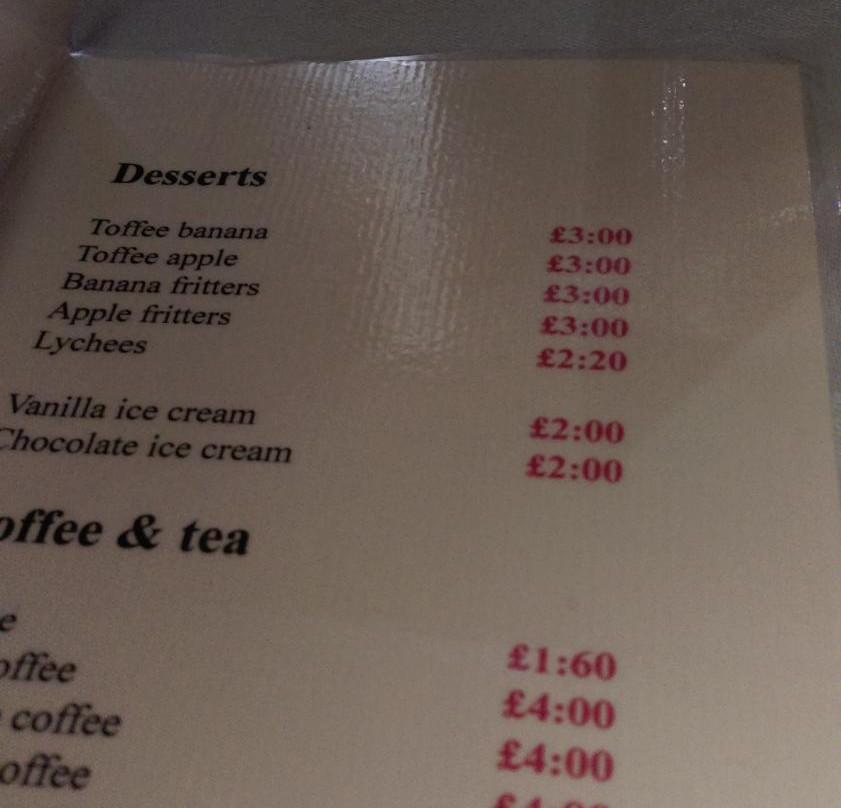 Desserts
Toffee banana £3:00
Toffee apple £3:00
Banana fritters £3:00
Apple fritters £3:00
Lychees £2:20
Vanilla ice cream £2:00
Chocolate ice cream £2:00
offee & tea
e £1:60
offee £4:00
coffee £4:00
offee